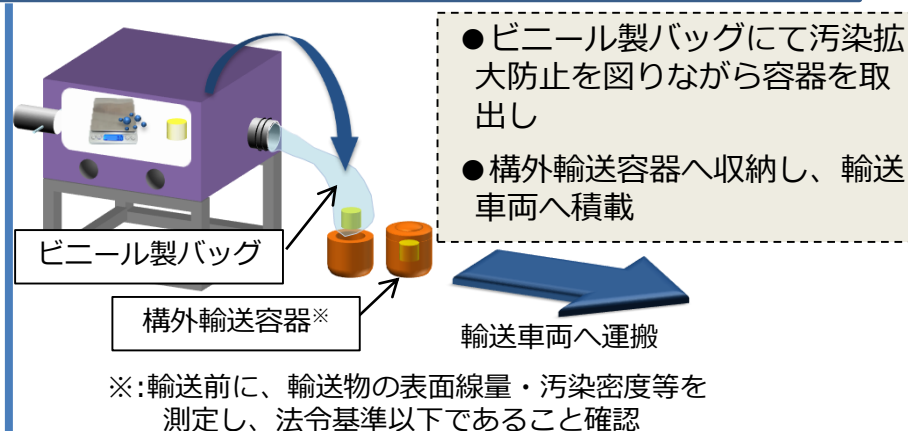 ●ビニール製バッグにて汚染拡
大防止を図りながら容器を取
出し
●構外輸送容器へ収納し、輸送
車両へ積載
ビニール製バッグ
構外輸送容器※
輸送車両へ運搬
※:輸送前に、輸送物の表面線量・汚染密度等を
測定し、法令基準以下であること確認